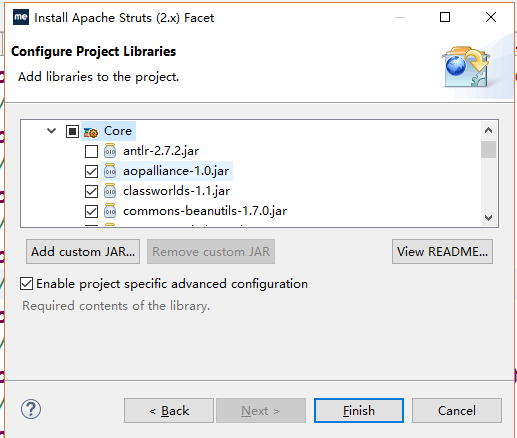 me Install Apache Struts (2.x) Facet
Configure Project Libraries
Add libraries to the project.
Core
antlr-2.7.2.jar
aopalliance-1.0.jar
classworlds-1.1.jar
commons-beanutils-1.7.0.jar
Add custom JAR... Remove custom JAR View README...
Enable project specific advanced configuration
Required contents of the library.
? < Back Next > Finish Cancel